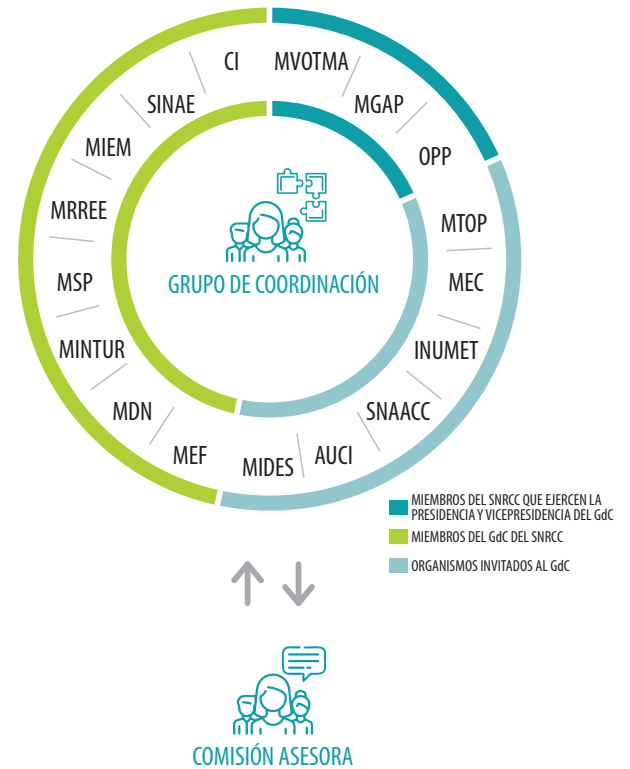 CI
MVOTMA
MGAP
OPP
MTOP
MEC
INUMET
SNAACC
AUCI
MIDES
MEF
MDN
MINTUR
MSP
MRREE
MIEM
SINAE
GRUPO DE COORDINACIÓN
MIEMBROS DEL SNRCC QUE EJERCEN LA
PRESIDENCIA Y VICEPRESIDENCIA DEL GdC
MIEMBROS DEL GdC DEL SNRCC
ORGANISMOS INVITADOS AL GdC
COMISIÓN ASESORA